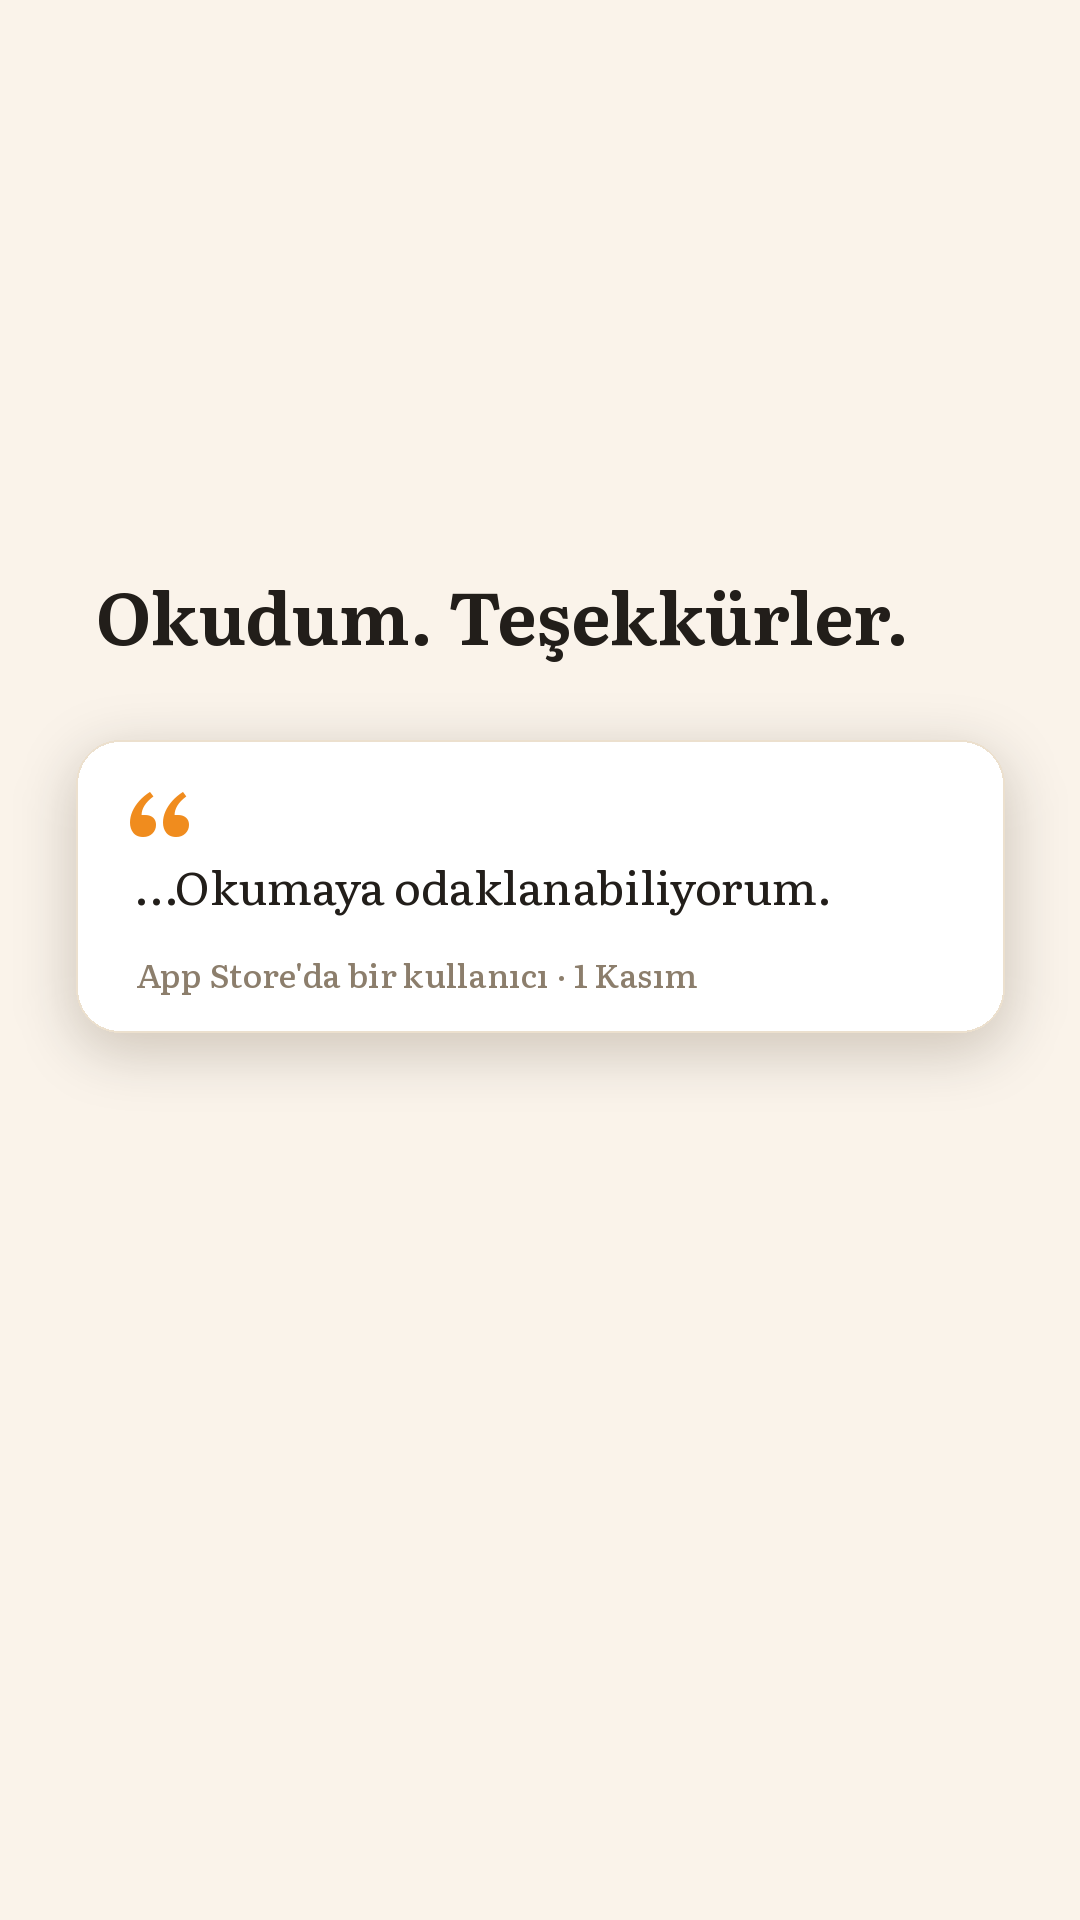 Okudum. Teşekkürler.
“
...Okumaya odaklanabiliyorum.
App Store'da bir kullanıcı · 1 Kasım